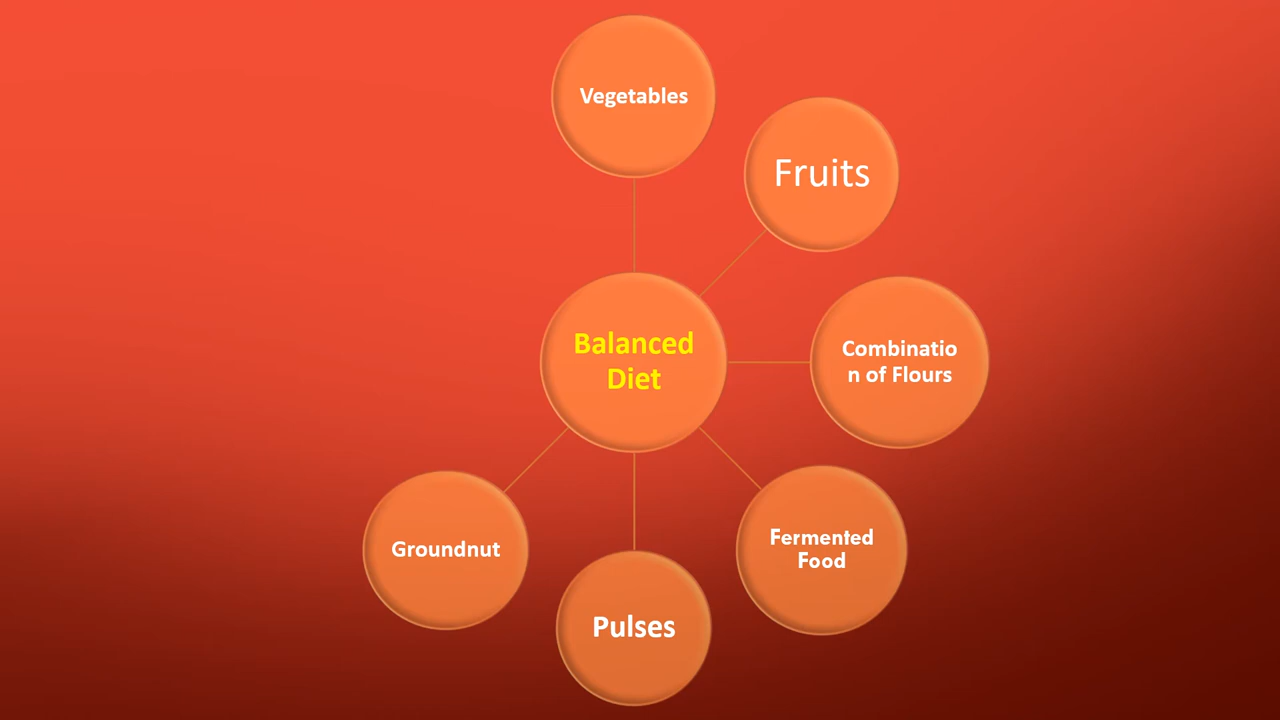 Vegetables
Fruits
Balanced
Diet
Combinatio
n of Flours
Fermented
Food
Groundnut
Pulses